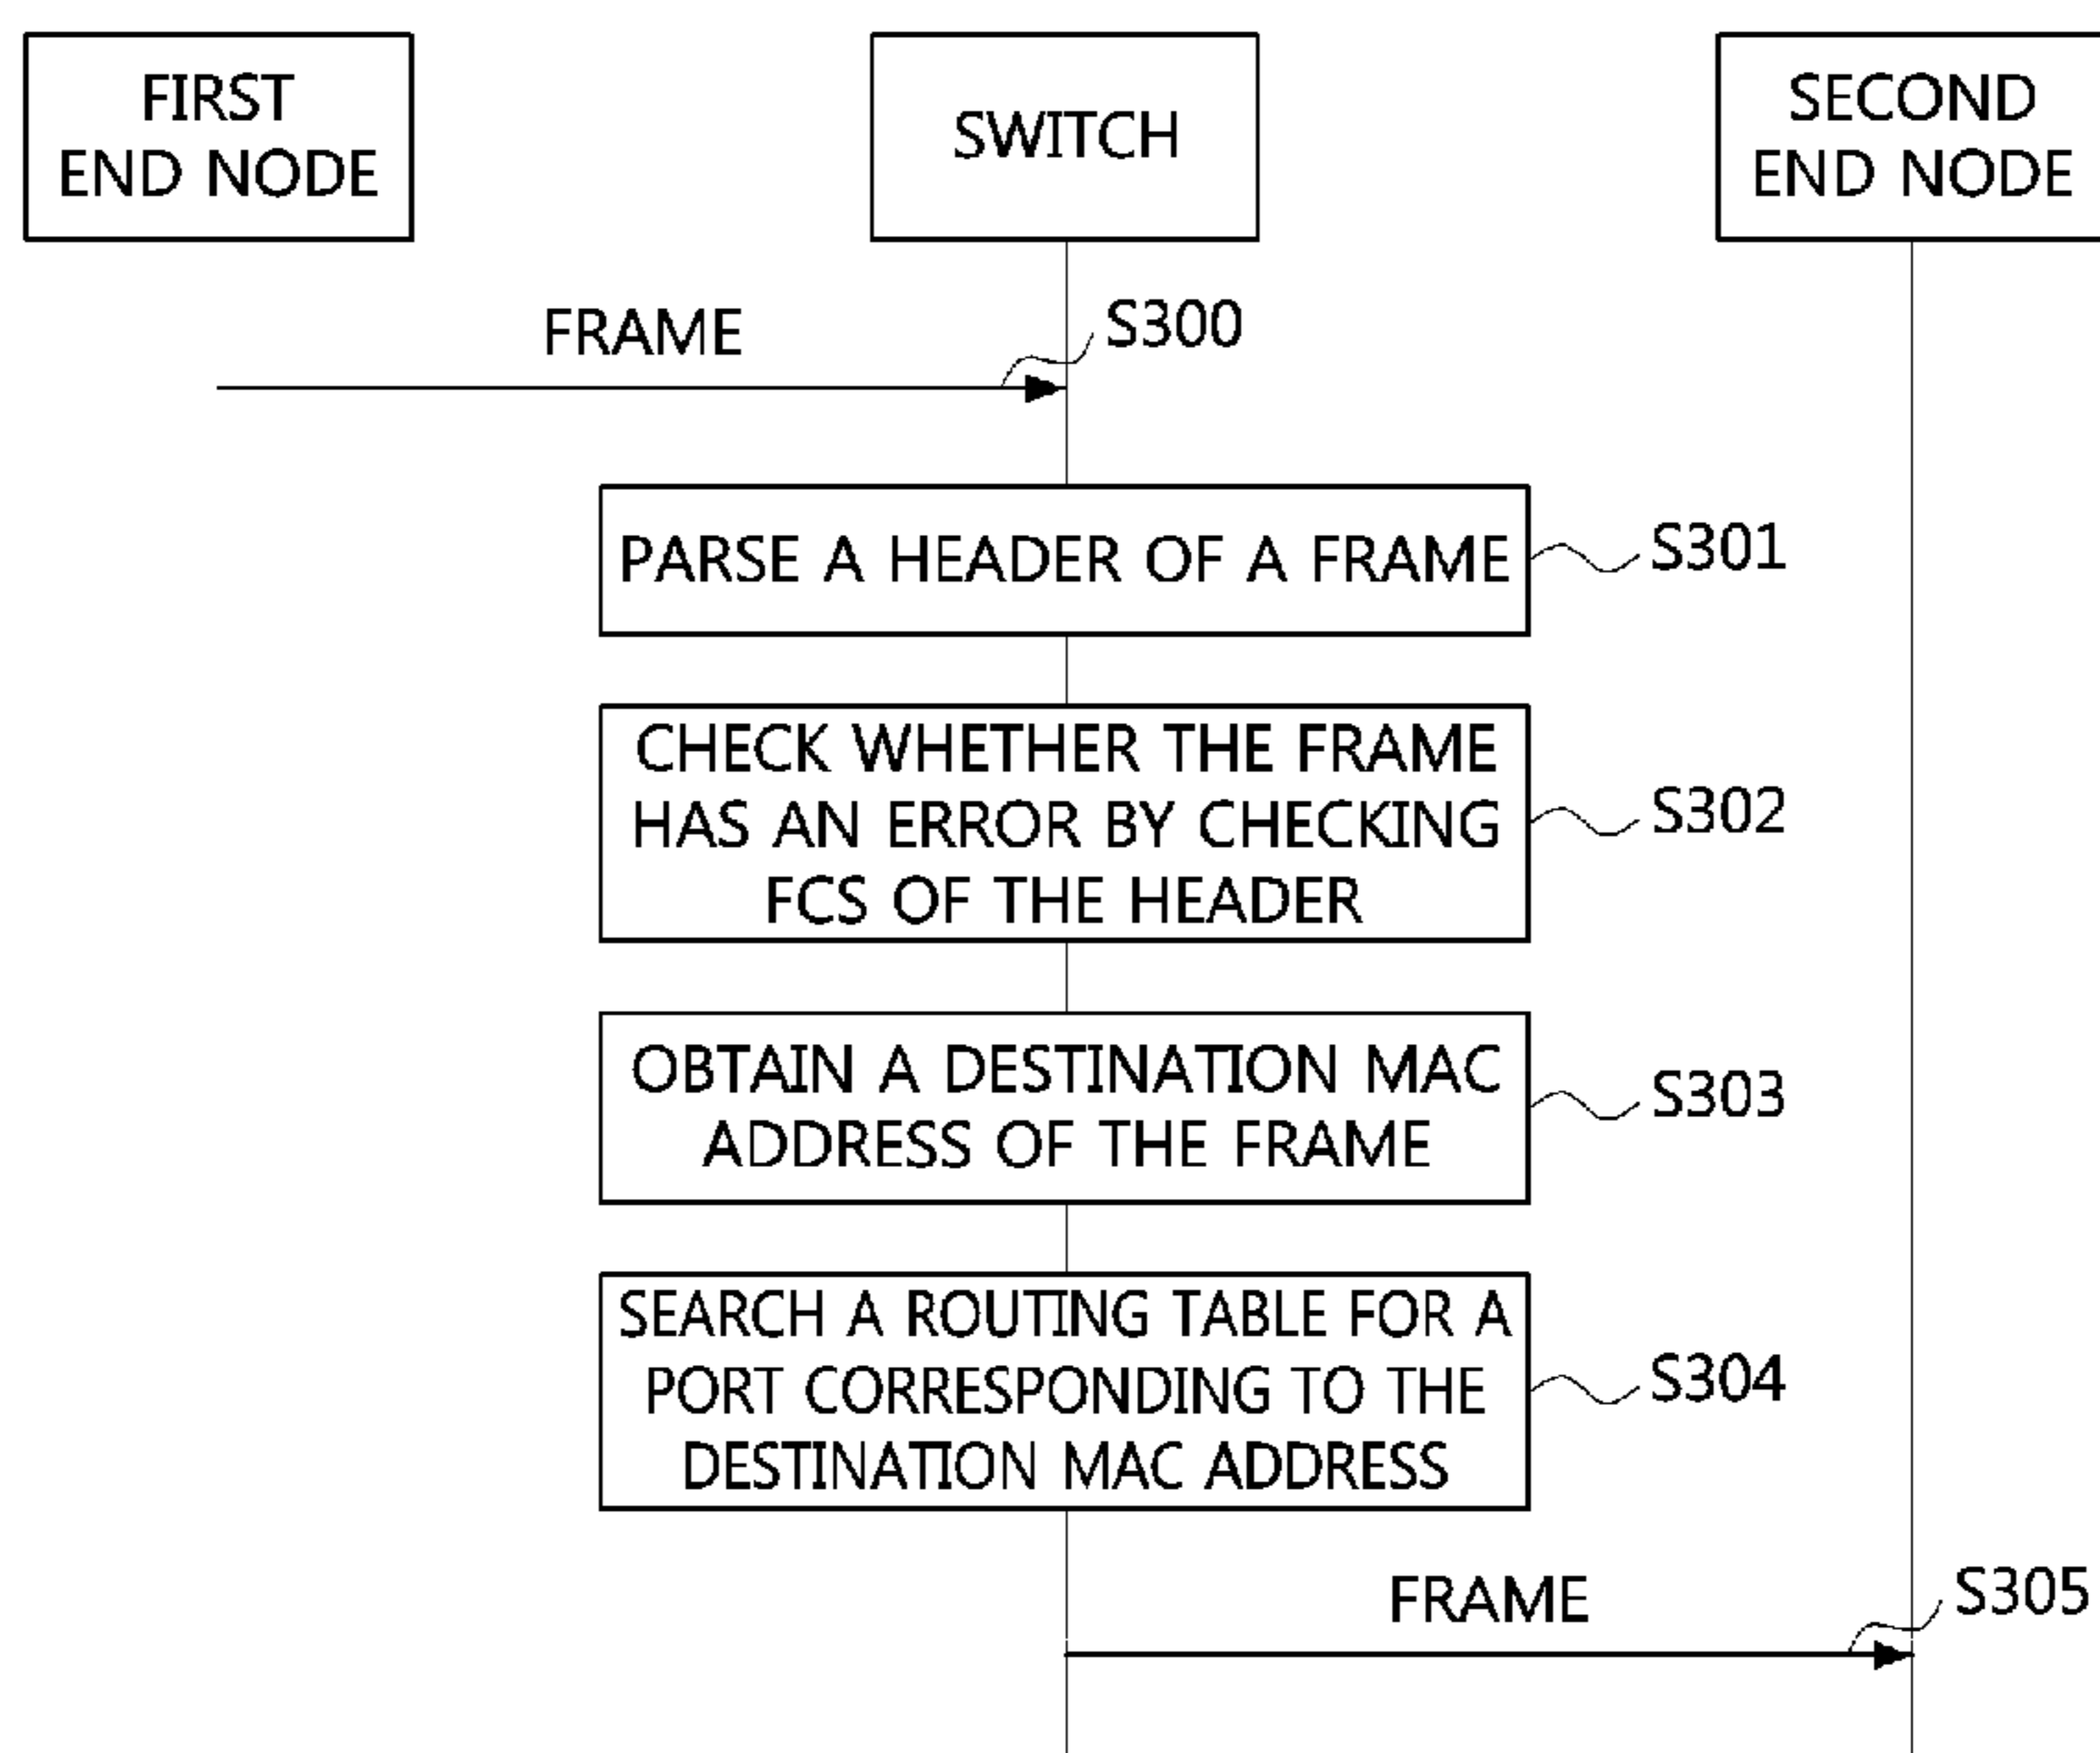 FIRST
END NODE
SWITCH
SECOND
END NODE
FRAME
S300
PARSE A HEADER OF A FRAME
S301
CHECK WHETHER THE FRAME
HAS AN ERROR BY CHECKING
FCS OF THE HEADER
S302
OBTAIN A DESTINATION MAC
ADDRESS OF THE FRAME
S303
SEARCH A ROUTING TABLE FOR A
PORT CORRESPONDING TO THE
DESTINATION MAC ADDRESS
S304
FRAME
S305